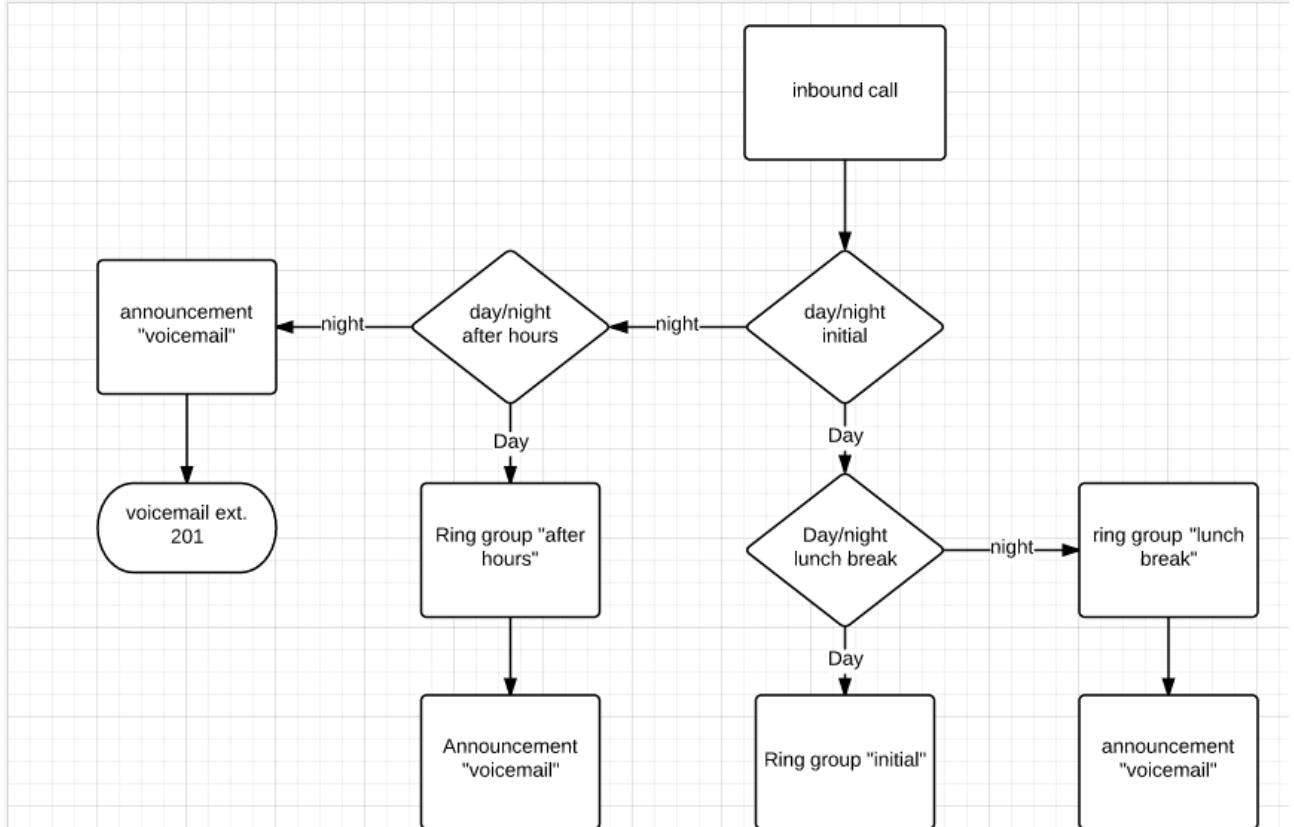 inbound call
announcement
"voicemail"
night
day/night
after hours
night
day/night
initial
Day
Day
voicemail ext.
201
Ring group "after
hours"
Day/night
lunch break
night
ring group "lunch
break"
Day
Announcement
"voicemail"
Ring group "initial"
announcement
"voicemail"